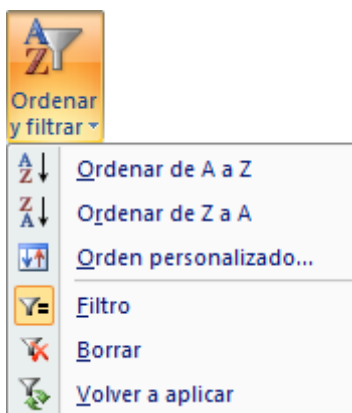 Ordenar
y filtrar
Ordenar de A a Z
Ordenar de Z a A
Orden personalizado...
Filtro
Borrar
Volver a aplicar